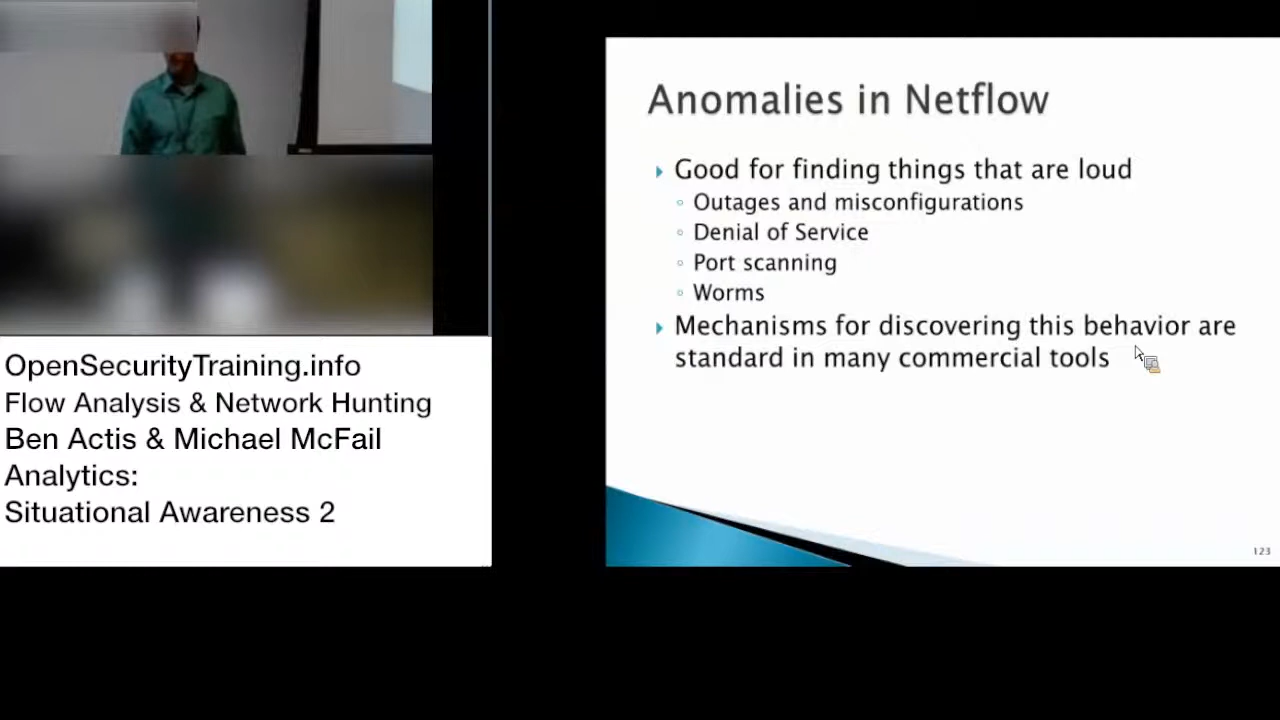 OpenSecurityTraining.info
Flow Analysis & Network Hunting
Ben Actis & Michael McFail
Analytics:
Situational Awareness 2
Anomalies in Netflow
Good for finding things that are loud
Outages and misconfigurations
Denial of Service
Port scanning
Worms
Mechanisms for discovering this behavior are
standard in many commercial tools
123